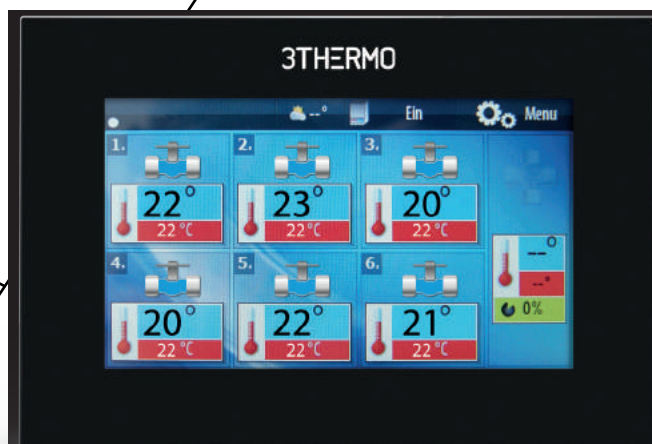 3THERMO
--° Ein Menu
1. 2. 3.
22° 23° 20°
22 °C 22 °C 22 °C
--°
--°
0%
4. 5. 6.
20° 22° 21°
22 °C 22 °C 22 °C